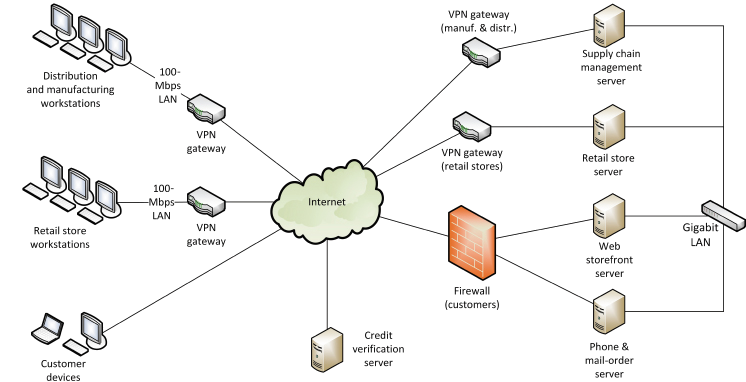 Distribution
and manufacturing
workstations
100-
Mbps
LAN
VPN
gateway
Retail store
workstations
100-
Mbps
LAN
VPN
gateway
Customer
devices
Internet
Credit
verification
server
VPN gateway
(manuf. & distr.)
VPN gateway
(retail stores)
Firewall
(customers)
Supply chain
management
server
Retail store
server
Web
storefront
server
Phone &
mail-order
server
Gigabit
LAN